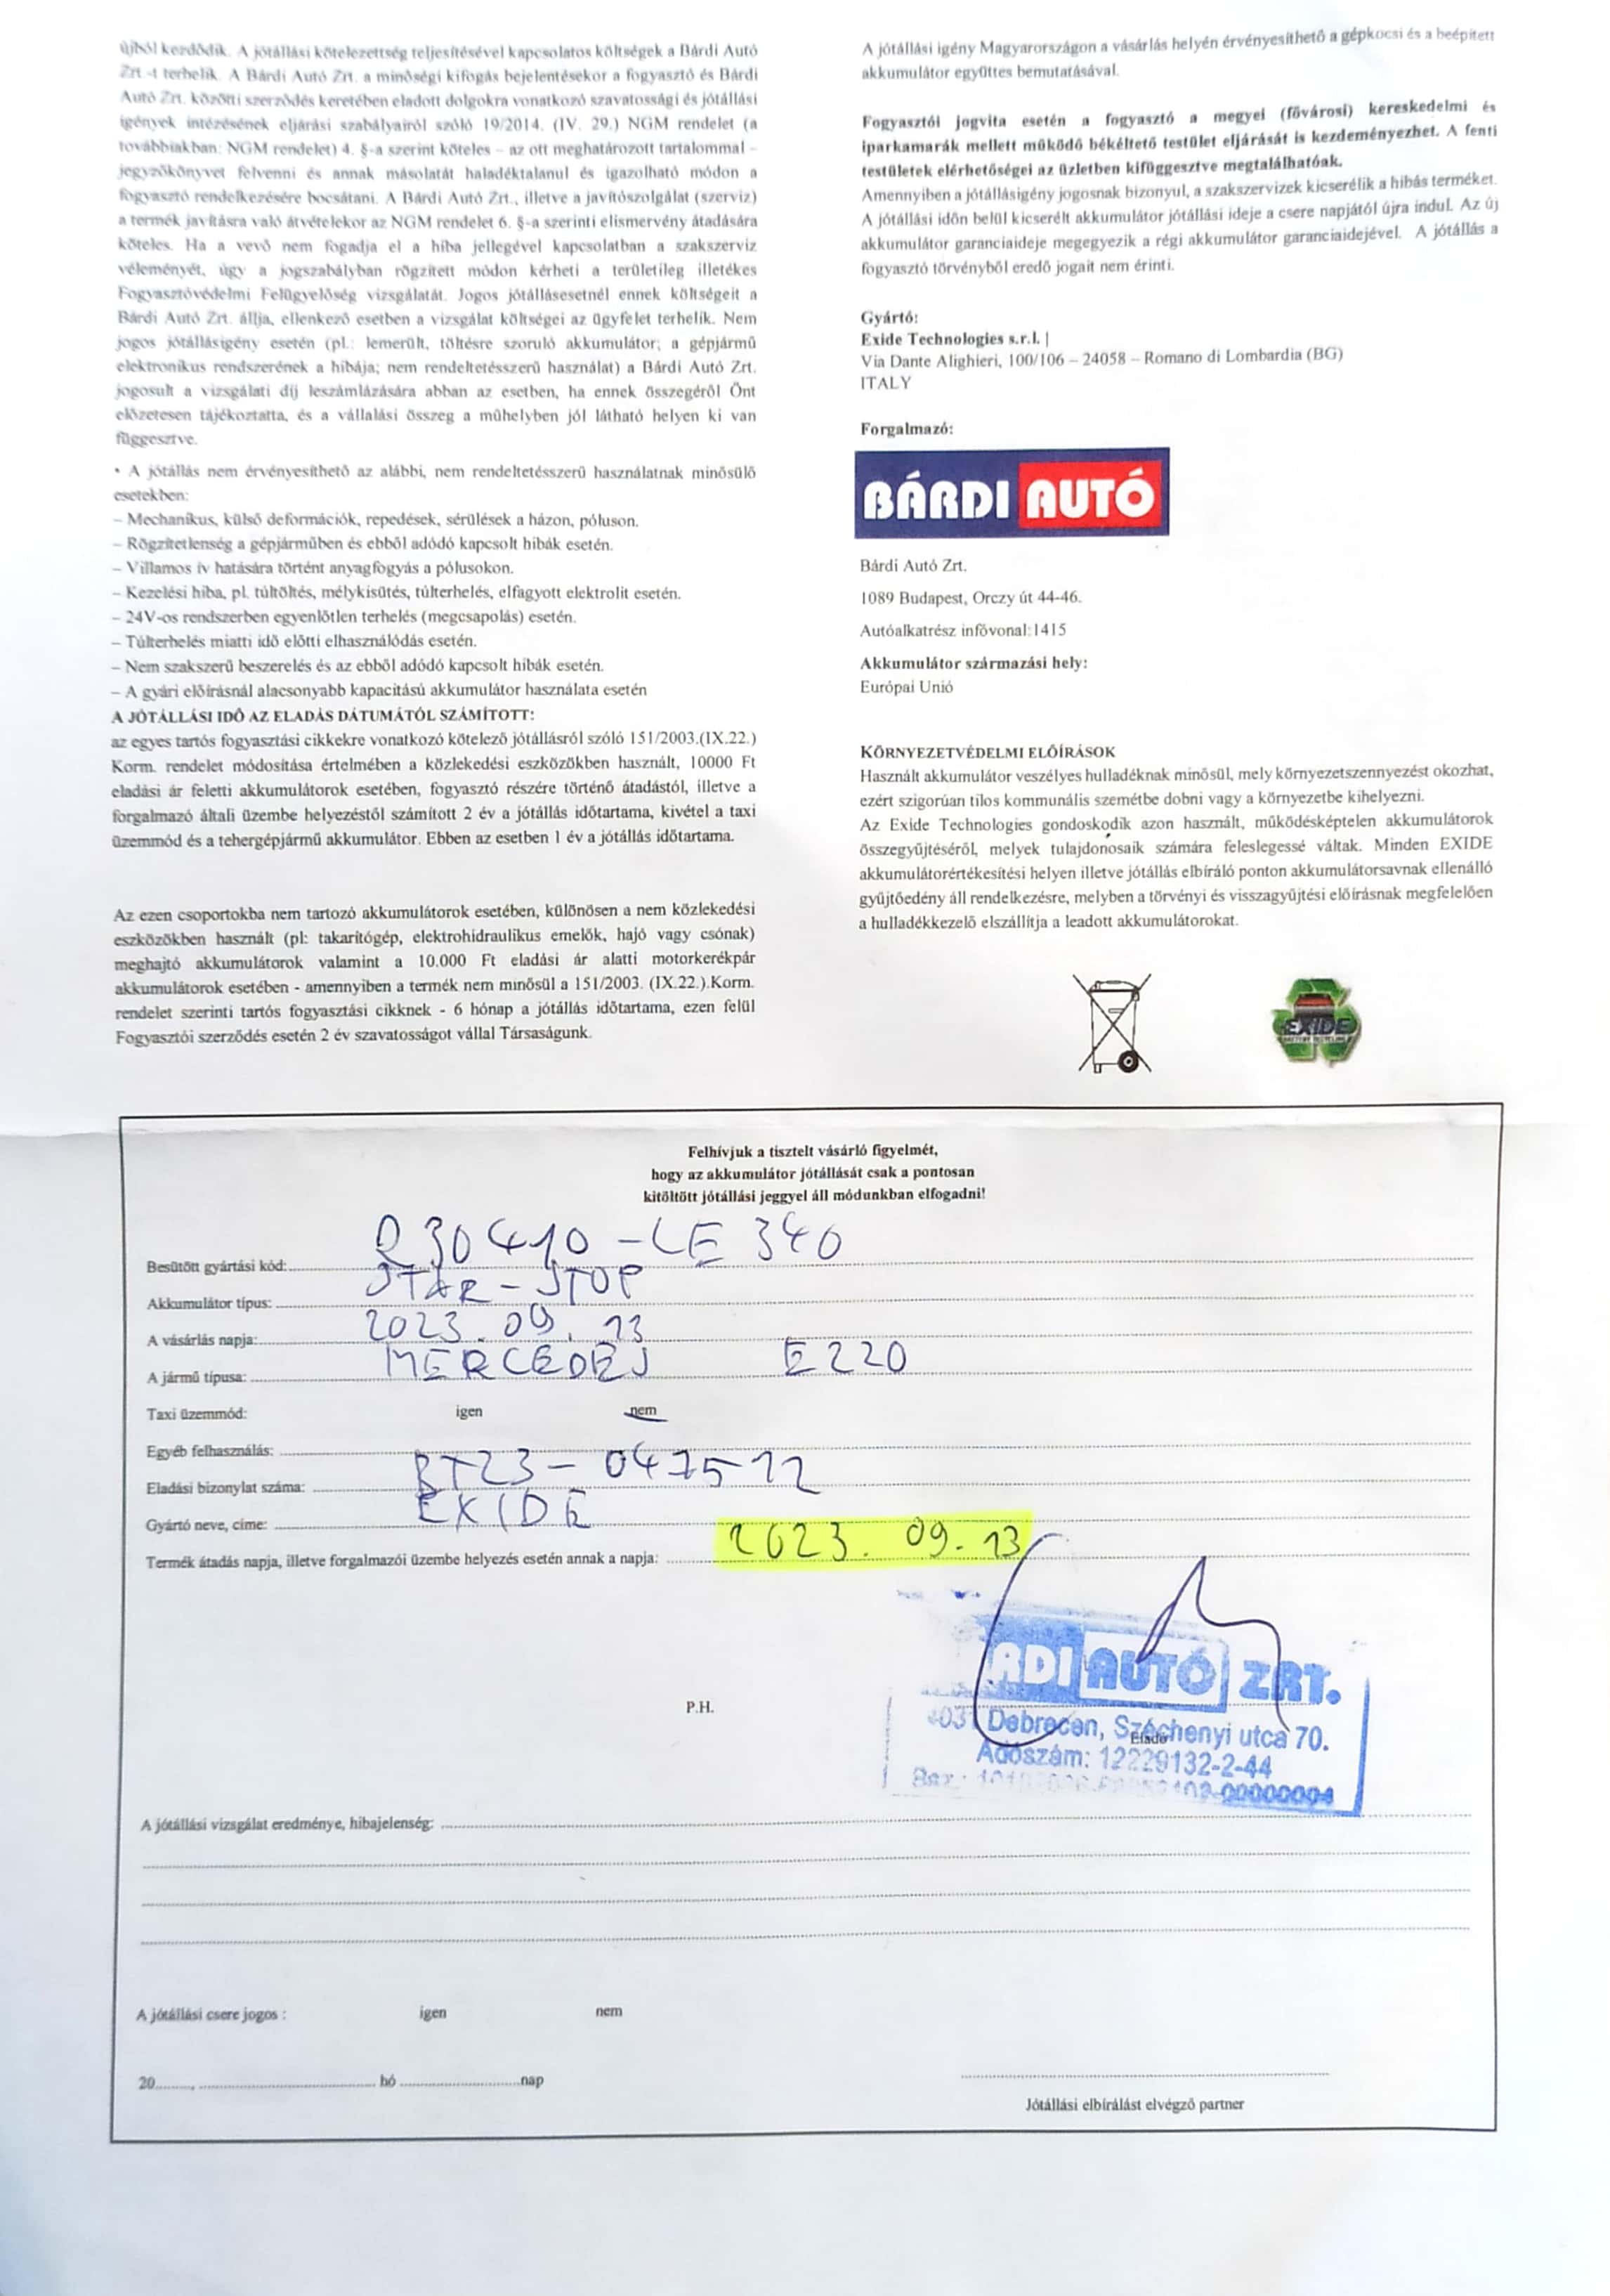 újból kezdődik. A jótállási kötelezettség teljesítésével kapcsolatos költségek a Bárdi Autó
Zrt -t terhelik. A Bárdi Autó Zrt. a minőségi kifogás bejelentésekor a fogyasztó és Bárdi
Autó Zrt. közötti szerződés keretében eladott dolgokra vonatkozó szavatossági és jótállási
igények intézésének eljárási szabályairól szóló 19/2014. (IV. 29.) NGM rendelet (a
továbbiakban: NGM rendelet) 4. §-a szerint köteles – az ott meghatározott tartalommal –
jegyzőkönyvet felvenni és annak másolatát haladéktalanul és igazolható módon a
fogyasztó rendelkezésére bocsátani. A Bárdi Autó Zrt., illetve a javítószolgálat (szerviz)
a termék javításra való átvételekor az NGM rendelet 6. §-a szerinti elismervény átadására
köteles. Ha a vevő nem fogadja el a hiba jellegével kapcsolatban a szakszerviz
véleményét, úgy a jogszabályban rögzített módon kérheti a területileg illetékes
Fogyasztóvédelmi Felügyelőség vizsgálatát. Jogos jótállásesetnél ennek költségeit a
Bárdi Autó Zrt. állja, ellenkező esetben a vizsgálat költségei az ügyfelet terhelik. Nem
jogos jótállásigény esetén (pl.: lemerült, töltésre szoruló akkumulátor; a gépjármű
elektronikus rendszerének a hibája; nem rendeltetésszerű használat) a Bárdi Autó Zrt.
jogosult a vizsgálati díj leszámlázására abban az esetben, ha ennek összegéről Önt
előzetesen tájékoztatta, és a vállalási összeg a műhelyben jól látható helyen ki van
függesztve.
• A jótállás nem érvényesíthető az alábbi, nem rendeltetésszerű használatnak minősülő
esetekben:
– Mechanikus, külső deformációk, repedések, sérülések a házon, póluson.
– Rögzítetlenség a gépjárműben és ebből adódó kapcsolt hibák esetén.
– Villamos ív hatására történt anyagfogyás a pólusokon.
– Kezelési hiba, pl. túltöltés, mélykisütés, túlterhelés, elfagyott elektrolit esetén.
– 24V-os rendszerben egyenlőtlen terhelés (megcsapolás) esetén.
– Túlterhelés miatti idő előtti elhasználódás esetén.
– Nem szakszerű beszerelés és az ebből adódó kapcsolt hibák esetén.
– A gyári előírásnál alacsonyabb kapacitású akkumulátor használata esetén
A JÓTÁLLÁSI IDŐ AZ ELADÁS DÁTUMÁTÓL SZÁMÍTOTT:
az egyes tartós fogyasztási cikkekre vonatkozó kötelező jótállásról szóló 151/2003.(IX.22.)
Korm. rendelet módosítása értelmében a közlekedési eszközökben használt, 10000 Ft
eladási ár feletti akkumulátorok esetében, fogyasztó részére történő átadástól, illetve a
forgalmazó általi üzembe helyezéstől számított 2 év a jótállás időtartama, kivétel a taxi
üzemmód és a tehergépjármű akkumulátor. Ebben az esetben 1 év a jótállás időtartama.
Az ezen csoportokba nem tartozó akkumulátorok esetében, különösen a nem közlekedési
eszközökben használt (pl: takarítógép, elektrohidraulikus emelők, hajó vagy csónak)
meghajtó akkumulátorok valamint a 10.000 Ft eladási ár alatti motorkerékpár
akkumulátorok esetében - amennyiben a termék nem minősül a 151/2003. (IX.22.).Korm.
rendelet szerinti tartós fogyasztási cikknek - 6 hónap a jótállás időtartama, ezen felül
Fogyasztói szerződés esetén 2 év szavatosságot vállal Társaságunk.
A jótállási igény Magyarországon a vásárlás helyén érvényesíthető a gépkocsi és a beépített
akkumulátor együttes bemutatásával.
Fogyasztói jogvita esetén a fogyasztó a megyei (fővárosi) kereskedelmi és
iparkamarák mellett működő békéltető testület eljárását is kezdeményezhet. A fenti
testületek elérhetőségei az üzletben kifüggesztve megtalálhatóak.
Amennyiben a jótállásigény jogosnak bizonyul, a szakszervizek kicserélik a hibás terméket.
A jótállási időn belül kicserélt akkumulátor jótállási ideje a csere napjától újra indul. Az új
akkumulátor garanciaideje megegyezik a régi akkumulátor garanciaidejével. A jótállás a
fogyasztó törvényből eredő jogait nem érinti.
Gyártó:
Exide Technologies s.r.l. |
Via Dante Alighieri, 100/106 – 24058 – Romano di Lombardia (BG)
ITALY
Forgalmazó:
BÁRDI AUTÓ
Bárdi Autó Zrt.
1089 Budapest, Orczy út 44-46.
Autóalkatrész infóvonal:1415
Akkumulátor származási hely:
Európai Unió
KÖRNYEZETVÉDELMI ELŐÍRÁSOK
Használt akkumulátor veszélyes hulladéknak minősül, mely környezetszennyezést okozhat,
ezért szigorúan tilos kommunális szemétbe dobni vagy a környezetbe kihelyezni.
Az Exide Technologies gondoskodik azon használt, működésképtelen akkumulátorok
összegyűjtéséről, melyek tulajdonosaik számára feleslegessé váltak. Minden EXIDE
akkumulátorértékesítési helyen illetve jótállás elbíráló ponton akkumulátorsavnak ellenálló
gyűjtőedény áll rendelkezésre, melyben a törvényi és visszagyűjtési előírásnak megfelelően
a hulladékkezelő elszállítja a leadott akkumulátorokat.
EXIDE
Felhívjuk a tisztelt vásárló figyelmét,
hogy az akkumulátor jótállását csak a pontosan
kitöltött jótállási jeggyel áll módunkban elfogadni!
Besütött gyártási kód: R30410-LE 340
Akkumulátor típus: STAR-STOP
A vásárlás napja: 2023.09.13
A jármű típusa: MERCEDES E220
Taxi üzemmód: igen nem
Egyéb felhasználás:
Eladási bizonylat száma: BT23-047512
Gyártó neve, címe: EXIDE
Termék átadás napja, illetve forgalmazói üzembe helyezés esetén annak a napja: 2023.09.13
RDI AUTÓ ZRT.
Debrecen, Széchenyi utca 70.
P.H.
Eladó
Adószám: 12229132-2-44
A jótállási vizsgálat eredménye, hibajelenség:
A jótállási csere jogos : igen nem
20......, hó nap
Jótállási elbírálást elvégző partner